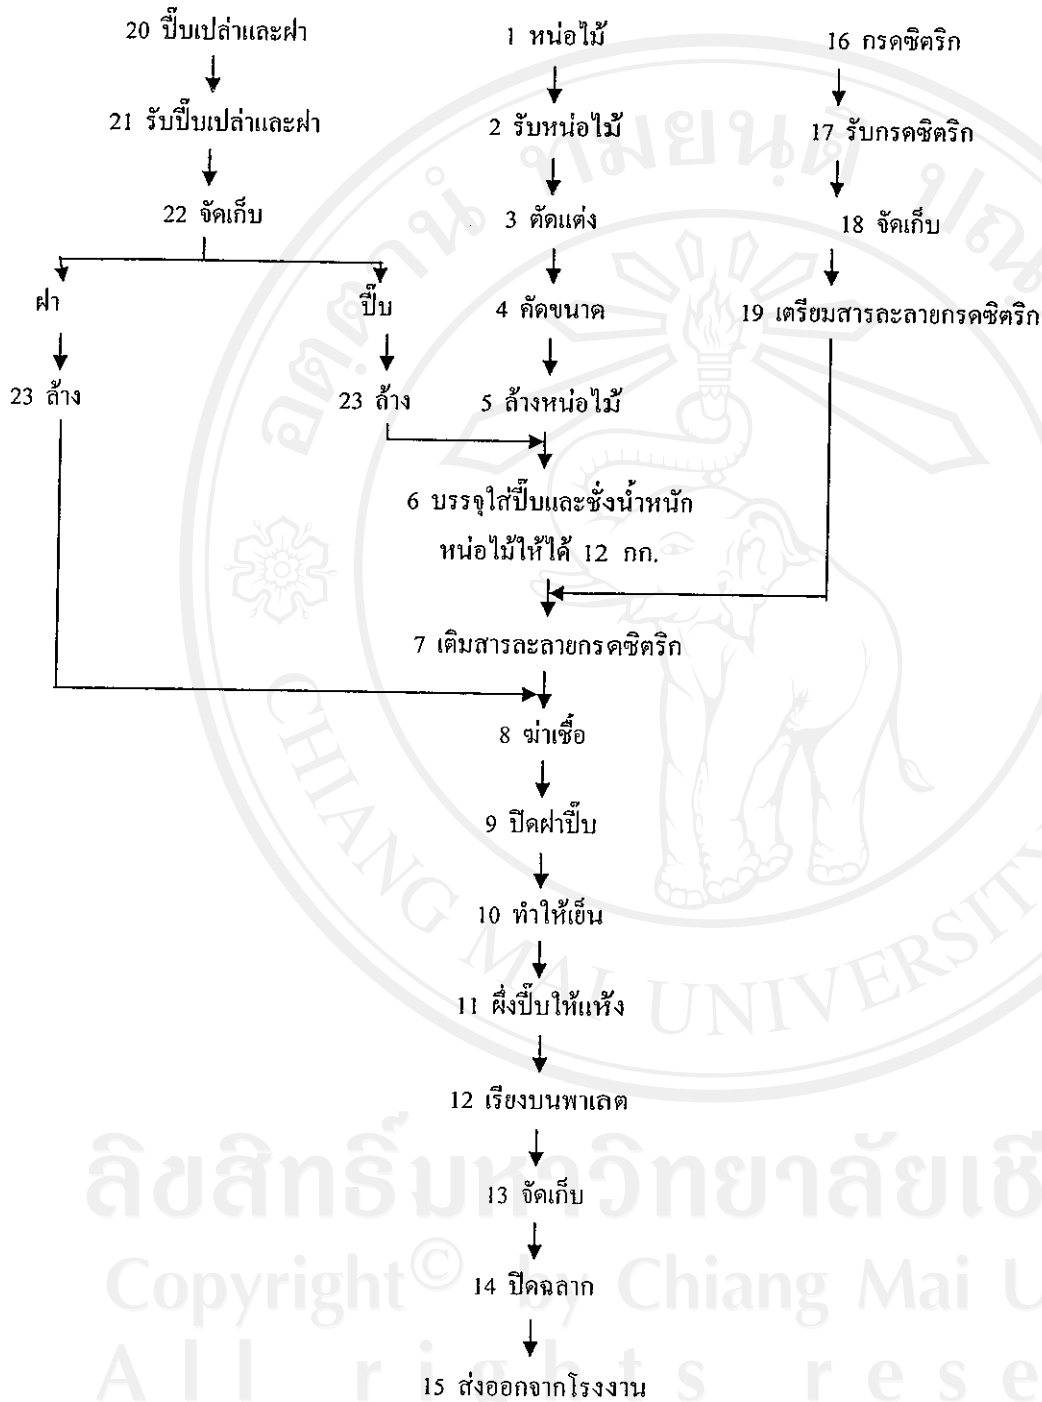 20 ปี๊บเปล่าและฝา
1 หน่อไม้
16 กรดซิตริก
21 รับปี๊บเปล่าและฝา
2 รับหน่อไม้
17 รับกรดซิตริก
22 จัดเก็บ
3 ตัดแต่ง
18 จัดเก็บ
ฝา
ปี๊บ
4 คัดขนาด
19 เตรียมสารละลายกรดซิตริก
23 ล้าง
23 ล้าง
5 ล้างหน่อไม้
6 บรรจุใส่ปี๊บและชั่งน้ำหนัก
หน่อไม้ให้ได้ 12 กก.
7 เติมสารละลายกรดซิตริก
8 ฆ่าเชื้อ
9 ปิดฝาปี๊บ
10 ทำให้เย็น
11 ผึ่งปี๊บให้แห้ง
12 เรียงบนพาเลต
13 จัดเก็บ
14 ปิดฉลาก
15 ส่งออกจากโรงงาน
CHIANG MAI UNIVERSITY
ลิขสิทธิ์มหาวิทยาลัยเชี
Copyright© by Chiang Mai U
All rights rese